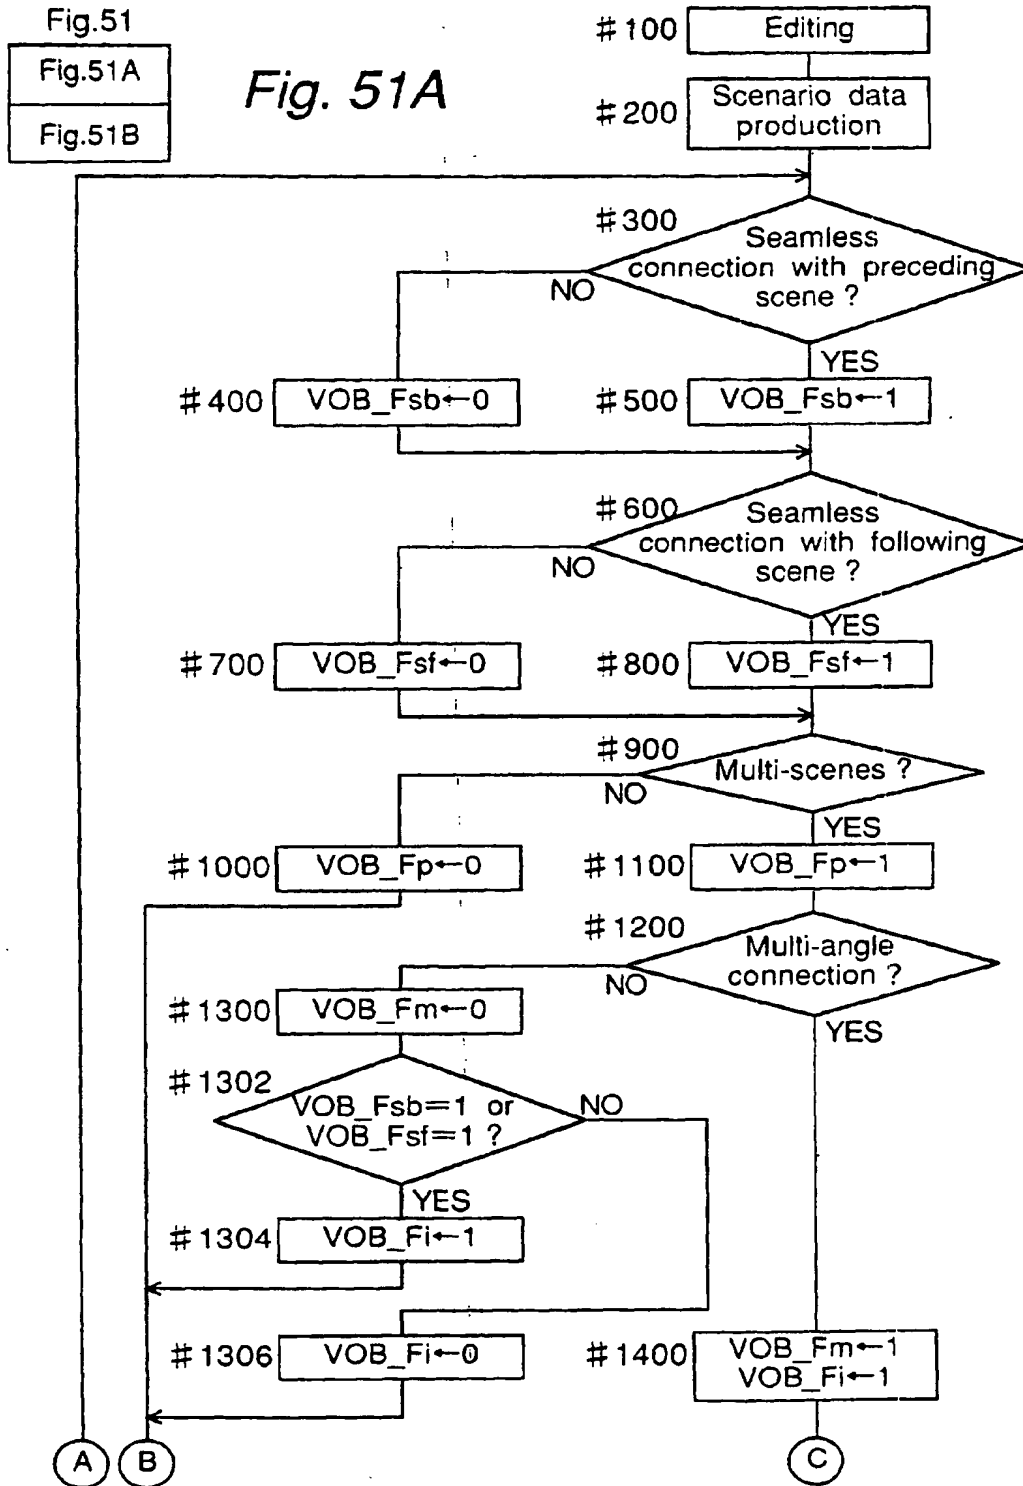 Fig.51
Fig.51A
Fig.51B
Fig. 51A
#100
Editing
#200
Scenario data
production
#300
Seamless
connection with preceding
scene ?
NO
YES
#400
VOB_Fsb←0
#500
VOB_Fsb←1
#600
Seamless
connection with following
scene ?
NO
YES
#700
VOB_Fsf←0
#800
VOB_Fsf←1
#900
Multi-scenes ?
NO
YES
#1000
VOB_Fp←0
#1100
VOB_Fp←1
#1200
Multi-angle
connection ?
NO
YES
#1300
VOB_Fm←0
#1302
VOB_Fsb=1 or
VOB_Fsf=1 ?
NO
YES
#1304
VOB_Fi←1
#1306
VOB_Fi←0
#1400
VOB_Fm←1
VOB_Fi←1
A
B
C